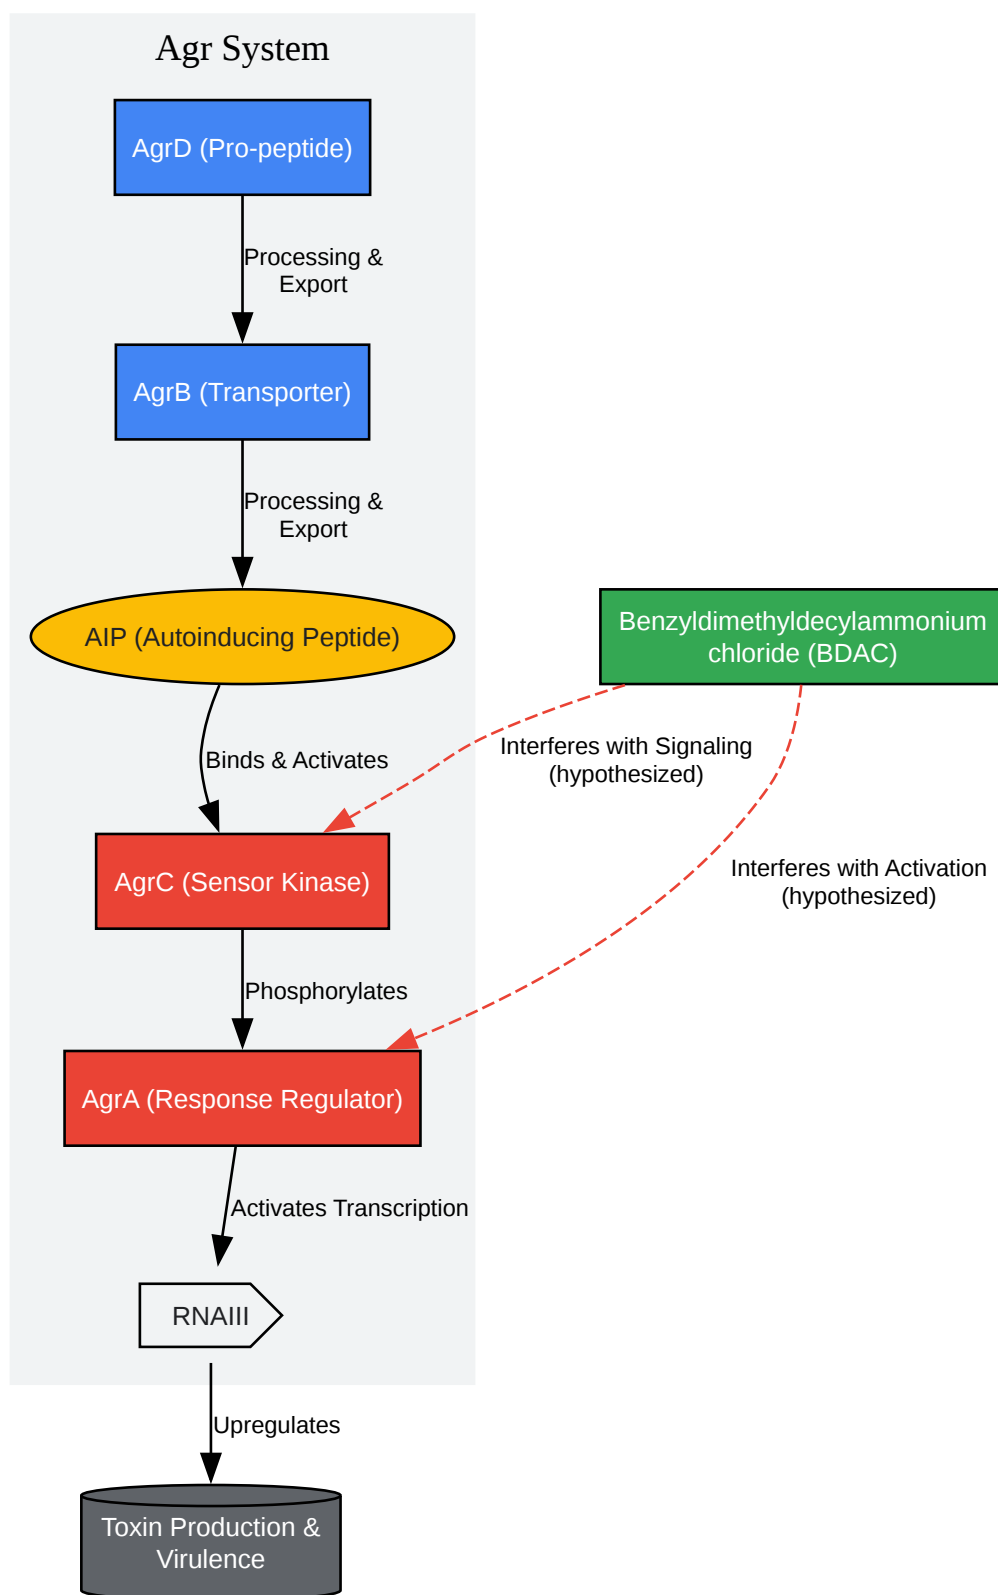 Agr System
AgrD (Pro-peptide)
Processing &
Export
AgrB (Transporter)
Processing &
Export
AIP (Autoinducing Peptide)
Benzyldimethyldecylammonium
chloride (BDAC)
Binds & Activates
Interferes with Signaling
(hypothesized)
AgrC (Sensor Kinase)
Interferes with Activation
(hypothesized)
Phosphorylates
AgrA (Response Regulator)
Activates Transcription
RNAIII
Upregulates
Toxin Production &
Virulence